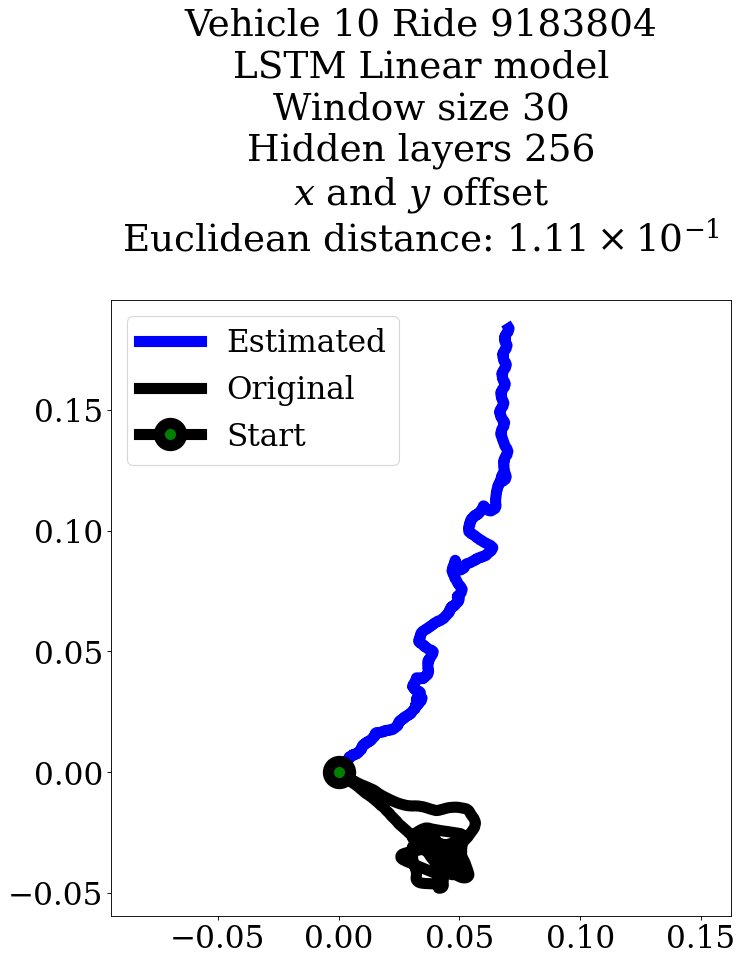 Vehicle 10 Ride 9183804
LSTM Linear model
Window size 30
Hidden layers 256
x and y offset
Euclidean distance: 1.11 × 10⁻¹
Estimated
Original
Start
0.15
0.10
0.05
0.00
−0.05
−0.05 0.00 0.05 0.10 0.15